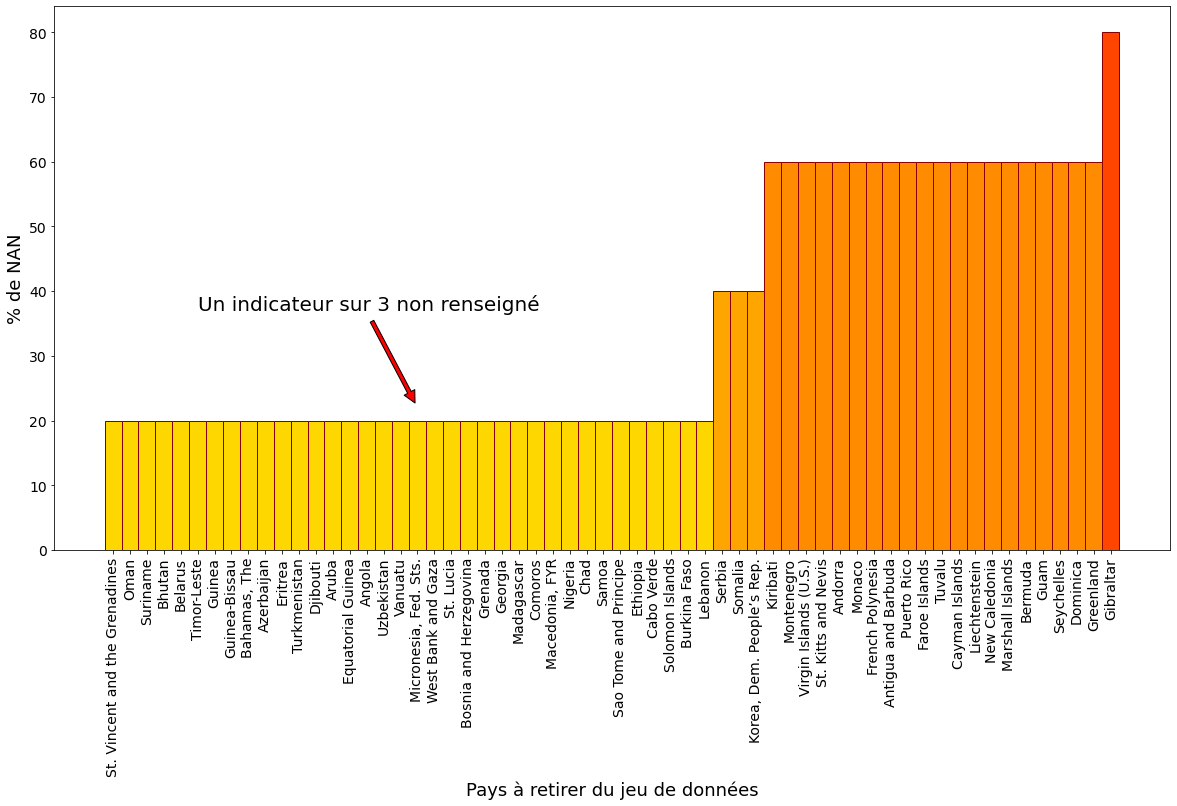 80
70
60
50
40
30
20
10
0
% de NAN
Un indicateur sur 3 non renseigné
St. Vincent and the Grenadines
Oman
Suriname
Bhutan
Belarus
Timor-Leste
Guinea
Guinea-Bissau
Bahamas, The
Azerbaijan
Eritrea
Turkmenistan
Djibouti
Aruba
Equatorial Guinea
Angola
Uzbekistan
Vanuatu
Micronesia, Fed. Sts.
West Bank and Gaza
St. Lucia
Bosnia and Herzegovina
Grenada
Georgia
Madagascar
Comoros
Macedonia, FYR
Nigeria
Chad
Samoa
Sao Tome and Principe
Ethiopia
Cabo Verde
Solomon Islands
Burkina Faso
Lebanon
Serbia
Somalia
Korea, Dem. People’s Rep.
Kiribati
Montenegro
Virgin Islands (U.S.)
St. Kitts and Nevis
Andorra
Monaco
French Polynesia
Antigua and Barbuda
Puerto Rico
Faroe Islands
Tuvalu
Cayman Islands
Liechtenstein
New Caledonia
Marshall Islands
Bermuda
Guam
Seychelles
Dominica
Greenland
Gibraltar
Pays à retirer du jeu de données